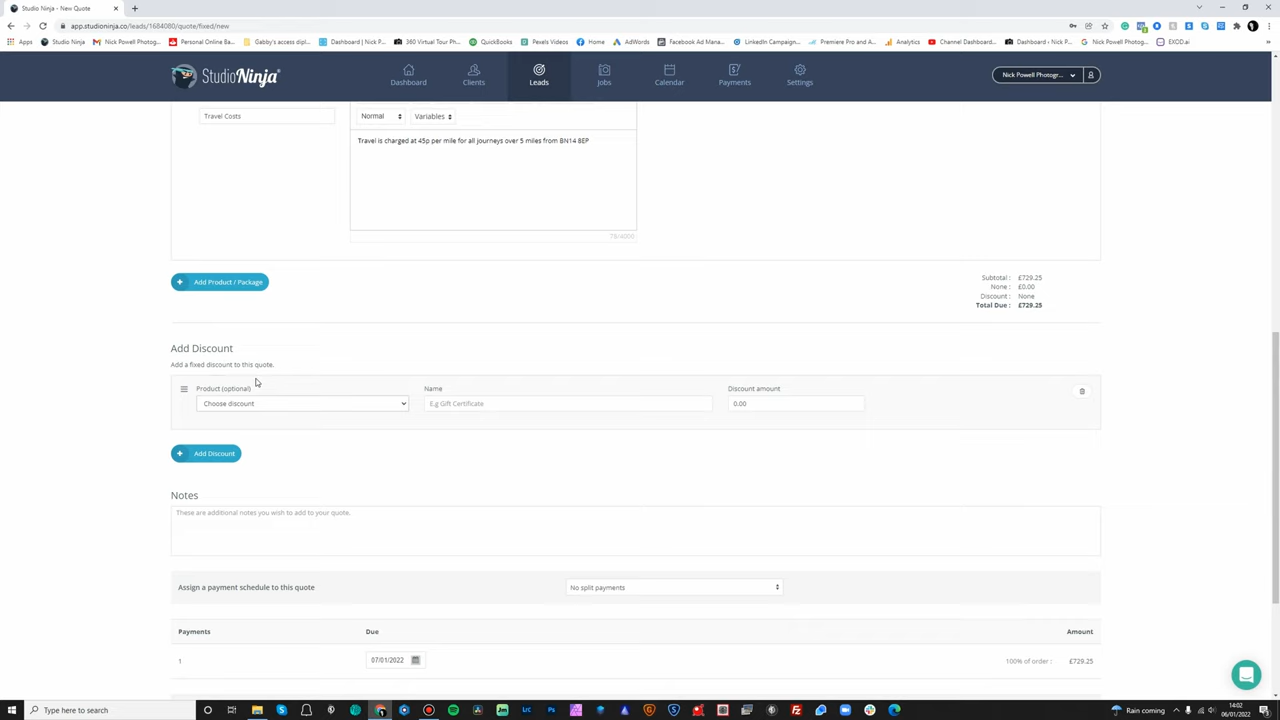 Studio Ninja - New Quote
app.studioninja.co/leads/1684080/quote/fixed/new
Apps
Studio Ninja
Nick Powell Photog...
Personal Online Ba...
Gabby's access dipl...
Dashboard | Nick P...
360 Virtual Tour Ph...
QuickBooks
Pexels Videos
Home
AdWords
Facebook Ad Mana...
LinkedIn Campaign...
Premiere Pro and A...
Analytics
Channel Dashboard...
Dashboard ‹ Nick P...
Nick Powell Photog...
EXOD.ai
StudioNinja
Dashboard
Clients
Leads
Jobs
Calendar
Payments
Settings
Nick Powell Photogr...
Travel Costs
Normal
Variables
Travel is charged at 45p per mile for all journeys over 5 miles from BN14 8EP
78/4000
Add Product / Package
Subtotal : £729.25
None : £0.00
Discount : None
Total Due : £729.25
Add Discount
Add a fixed discount to this quote.
Product (optional)
Name
Discount amount
Choose discount
E.g Gift Certificate
0.00
Add Discount
Notes
These are additional notes you wish to add to your quote.
Assign a payment schedule to this quote
No split payments
Payments
Due
Amount
1
07/01/2022
100% of order : £729.25
Type here to search
Rain coming
14:02
06/01/2022